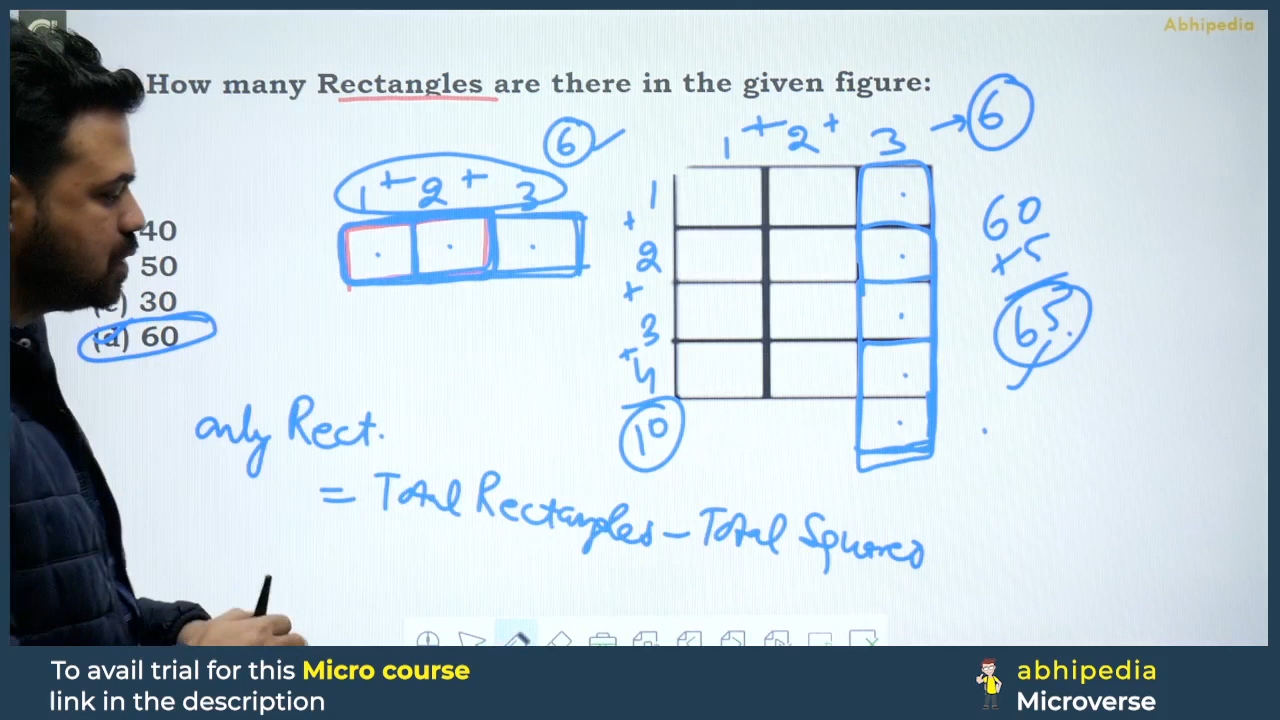 Abhipedia
How many Rectangles are there in the given figure:
6
1 + 2 + 3 → 6
1 + 2 + 3
1
+
2
+
3
+
4
10
60
+5
65
40
50
(c) 30
(d) 60
only Rect.
= Total Rectangles - Total Squares
To avail trial for this Micro course
link in the description
abhipedia
Microverse